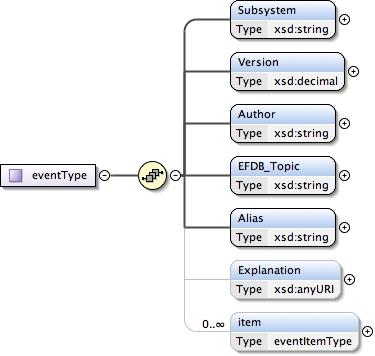 Subsystem
Type xsd:string
Version
Type xsd:decimal
Author
Type xsd:string
eventType
EFDB_Topic
Type xsd:string
Alias
Type xsd:string
Explanation
Type xsd:anyURI
0..∞
item
Type eventItemType